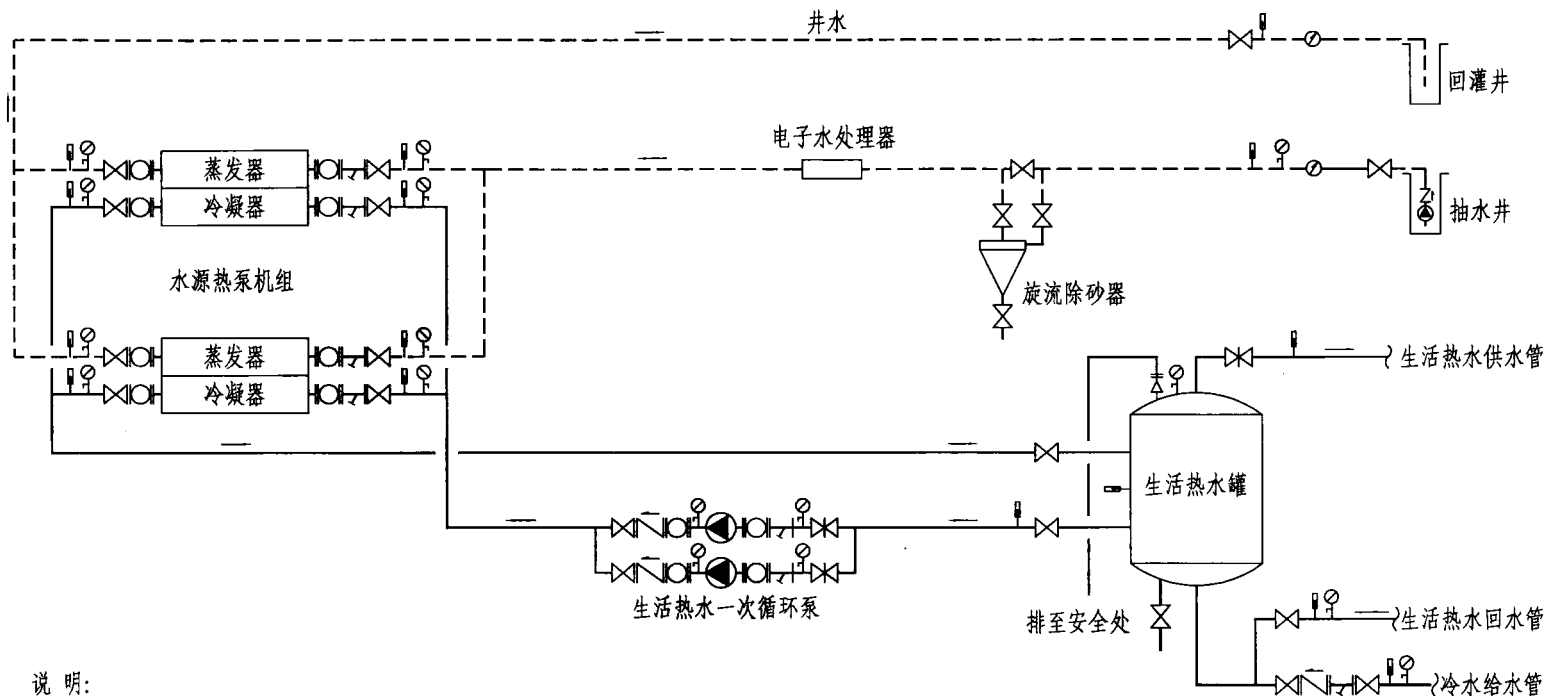 井水
回灌井
电子水处理器
蒸发器
冷凝器
抽水井
水源热泵机组
旋流除砂器
蒸发器
冷凝器
生活热水供水管
生活热水罐
生活热水一次循环泵
排至安全处
生活热水回水管
说 明:
冷水给水管